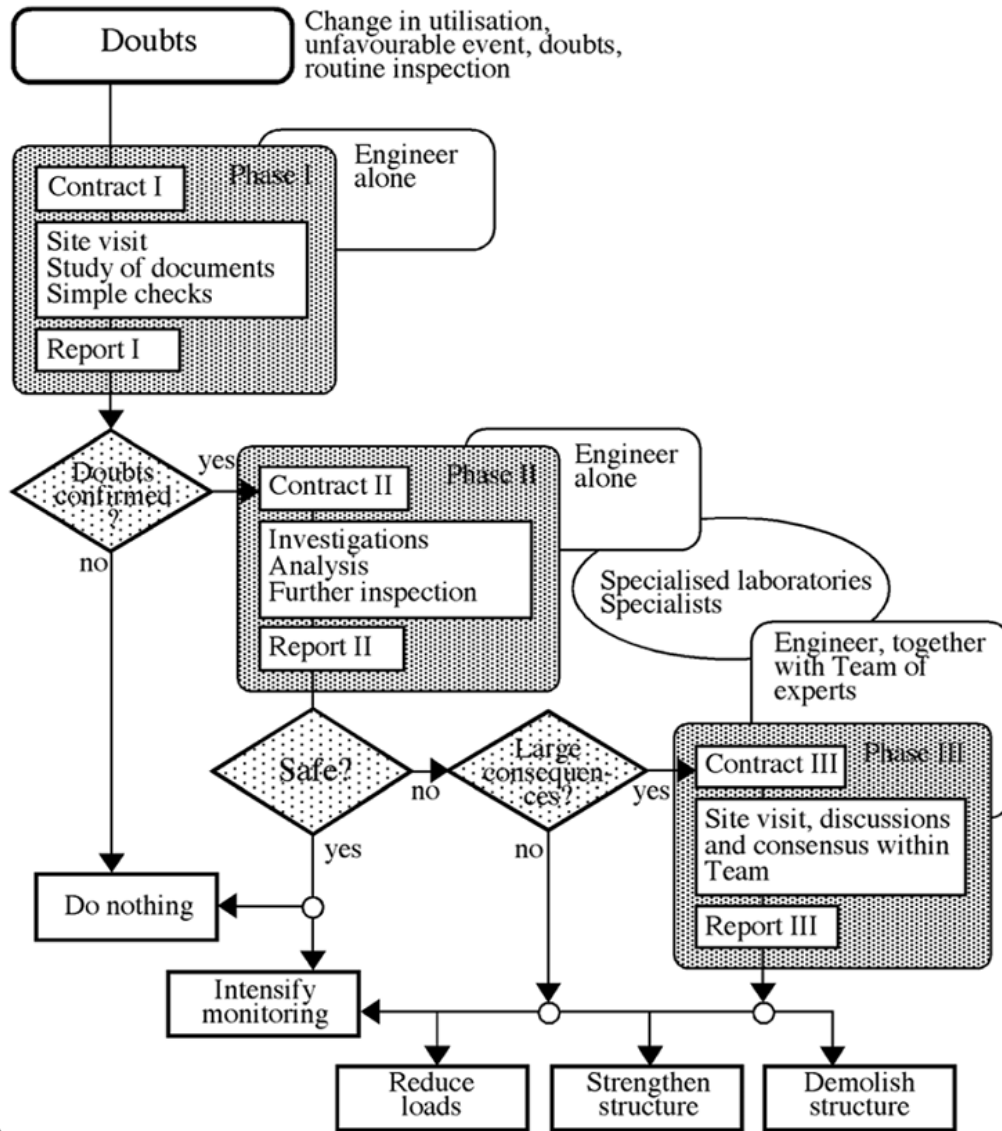 Doubts
Change in utilisation,
unfavourable event, doubts,
routine inspection
Phase I
Engineer
alone
Contract I
Site visit
Study of documents
Simple checks
Report I
Doubts
confirmed
?
yes
no
Phase II
Engineer
alone
Contract II
Investigations
Analysis
Further inspection
Report II
Specialised laboratories
Specialists
Engineer, together
with Team of
experts
Safe?
no
yes
Large
consequen-
ces?
yes
no
Phase III
Contract III
Site visit, discussions
and consensus within
Team
Report III
Do nothing
Intensify
monitoring
Reduce
loads
Strengthen
structure
Demolish
structure